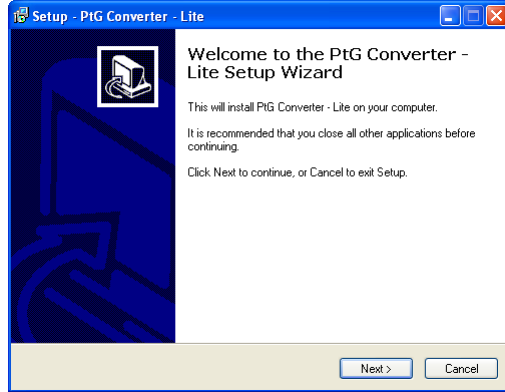 Setup - PtG Converter - Lite
Welcome to the PtG Converter -
Lite Setup Wizard
This will install PtG Converter - Lite on your computer.
It is recommended that you close all other applications before
continuing.
Click Next to continue, or Cancel to exit Setup.
Next >
Cancel